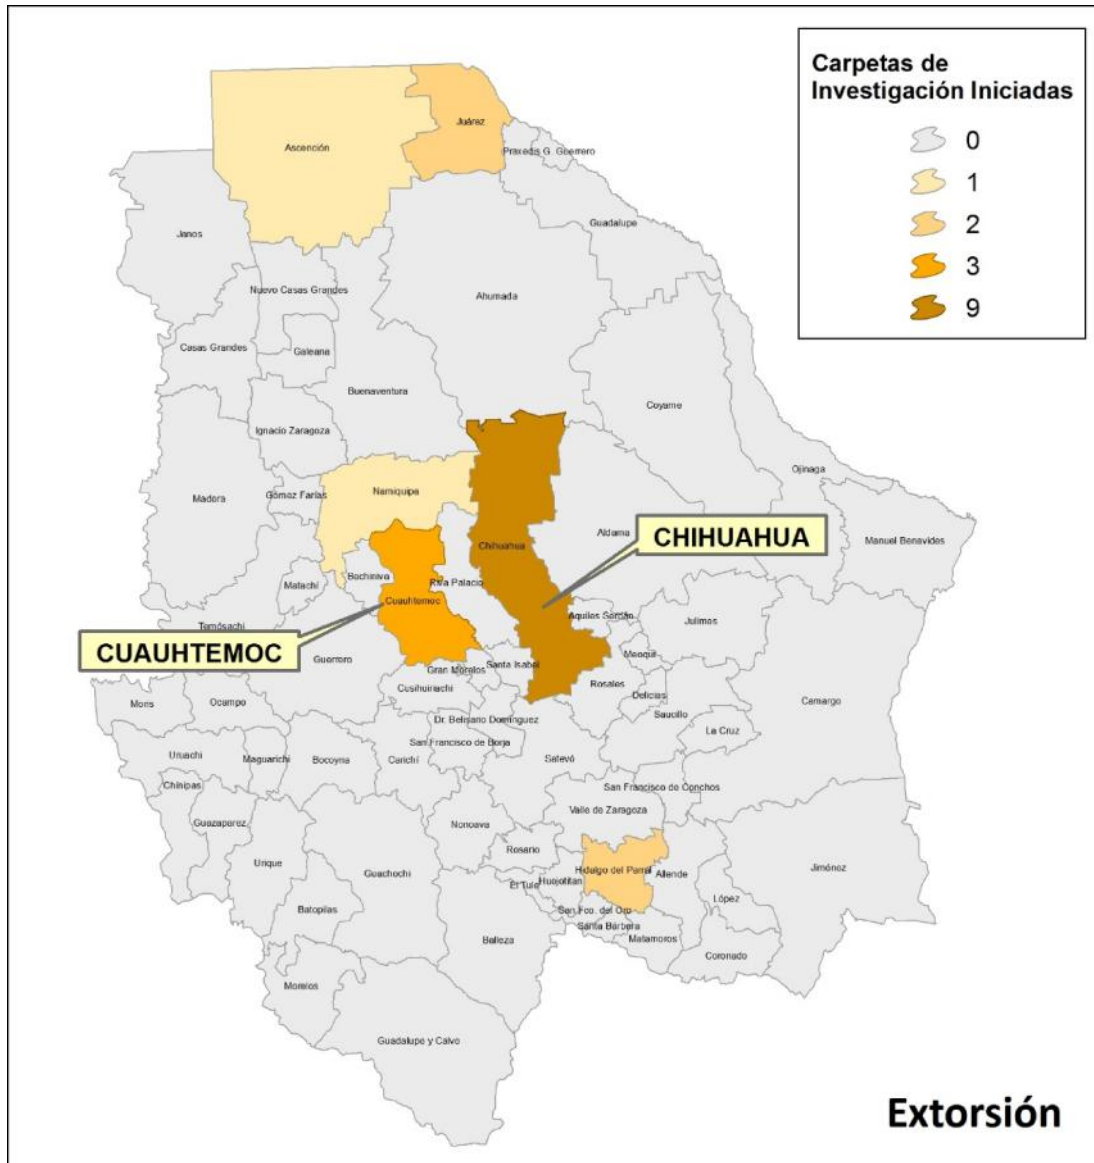 Carpetas de
Investigación Iniciadas
0
1
2
3
9
Ascención
Juárez
Praxedis G. Guerrero
Guadalupe
Janos
Nuevo Casas Grandes
Ahumada
Casas Grandes
Galeana
Buenaventura
Coyame
Ignacio Zaragoza
Ojinaga
Madera
Gómez Farías
Namiquipa
Aldama
Manuel Benavides
CHIHUAHUA
Chihuahua
Bachiniva
Riva Palacio
Matachí
Cuauhtemoc
Aquiles Serdán
Julimes
Temósachi
CUAUHTEMOC
Guerrero
Meoqui
Gran Morelos
Santa Isabel
Rosales
Cusihuiriachi
Delicias
Moris
Ocampo
Camargo
Dr. Belisario Domínguez
Saucillo
La Cruz
San Francisco de Borja
Uruachi
Maguarichi
Bocoyna
Carichí
Satevó
Chínipas
San Francisco de Conchos
Valle de Zaragoza
Guazaparez
Nonoava
Rosario
Urique
Guachochi
Hidalgo del Parral
Allende
Jiménez
El Tule
Huejotitan
López
Batopilas
San Fco. del Oro
Santa Bárbara
Matamoros
Balleza
Coronado
Morelos
Guadalupe y Calvo
Extorsión